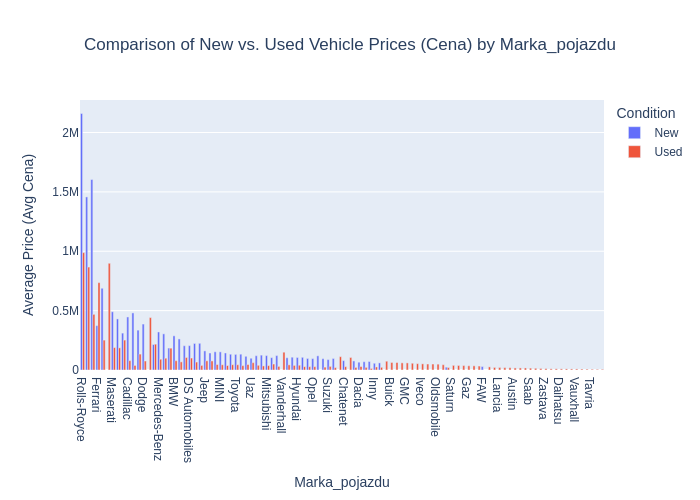 Comparison of New vs. Used Vehicle Prices (Cena) by Marka_pojazdu
Condition
New
Used
Average Price (Avg Cena)
2M
1.5M
1M
0.5M
0
Rolls-Royce
Ferrari
Maserati
Cadillac
Dodge
Mercedes-Benz
BMW
DS Automobiles
Jeep
MINI
Toyota
Uaz
Mitsubishi
Vanderhall
Hyundai
Opel
Suzuki
Chatenet
Dacia
Inny
Buick
GMC
Iveco
Oldsmobile
Saturn
Gaz
FAW
Lancia
Austin
Saab
Zastava
Daihatsu
Vauxhall
Tavria
Marka_pojazdu